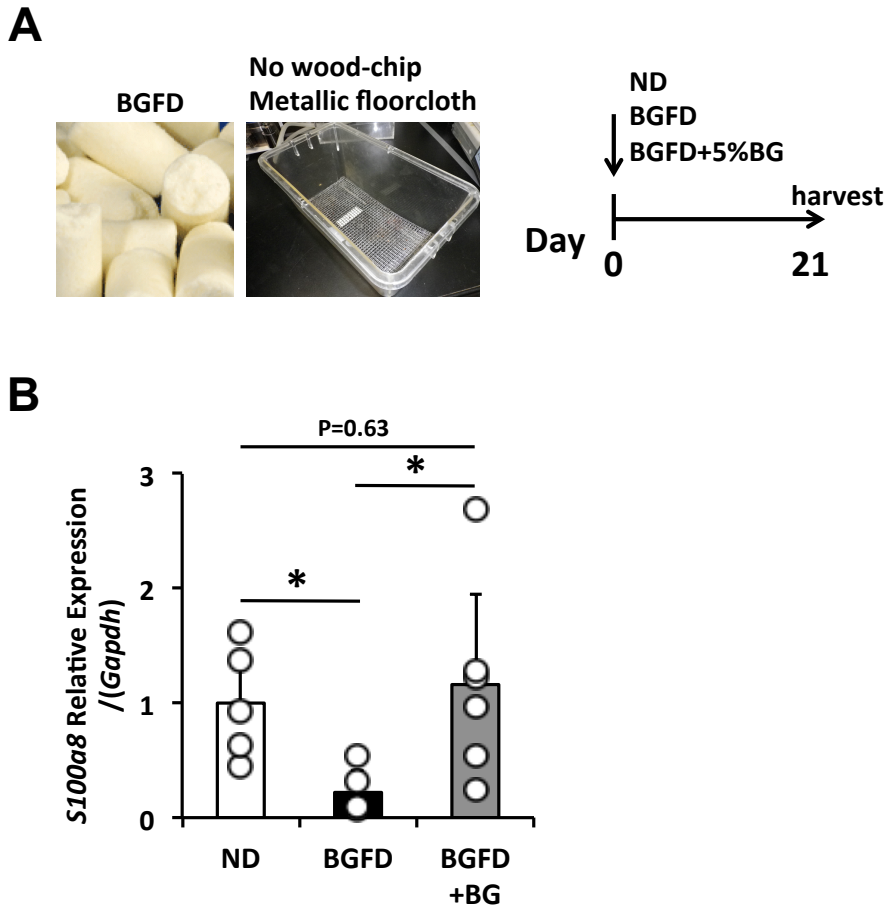 A
BGFD
No wood-chip
Metallic floorcloth
ND
BGFD
BGFD+5%BG
harvest
Day
0
21
B
P=0.63
*
*
3
2
1
0
S100a8 Relative Expression
/(Gapdh)
ND
BGFD
BGFD
+BG